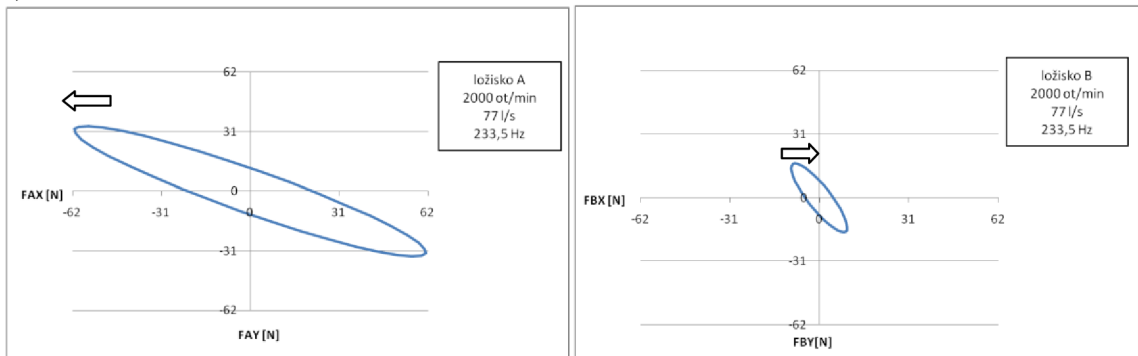 62
31
0
-31
-62
FAX [N]
-62 -31 0 31 62
FAY [N]
ložisko A
2000 ot/min
77 l/s
233,5 Hz
62
31
0
-31
-62
FBX [N]
-62 -31 0 31 62
FBY[N]
ložisko B
2000 ot/min
77 l/s
233,5 Hz